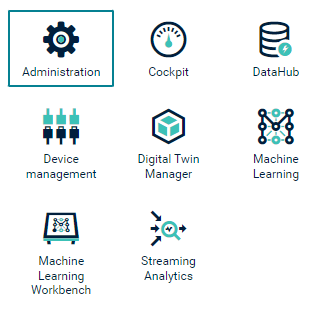 Administration
Cockpit
DataHub
Device
management
Digital Twin
Manager
Machine
Learning
Machine
Learning
Workbench
Streaming
Analytics